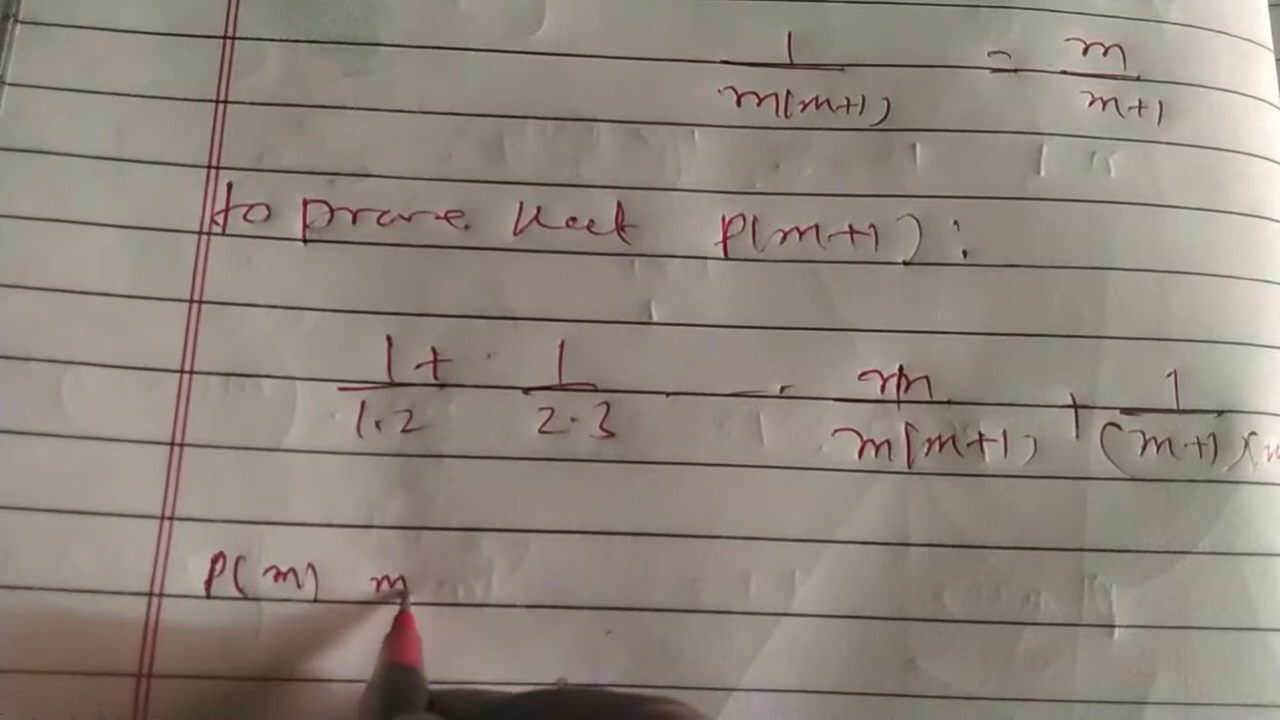 1/m(m+1) = m/m+1
to prove that P(m+1) :
1/1.2 + 1/2.3 — . m/m(m+1) + 1/(m+1)(
P(m) m